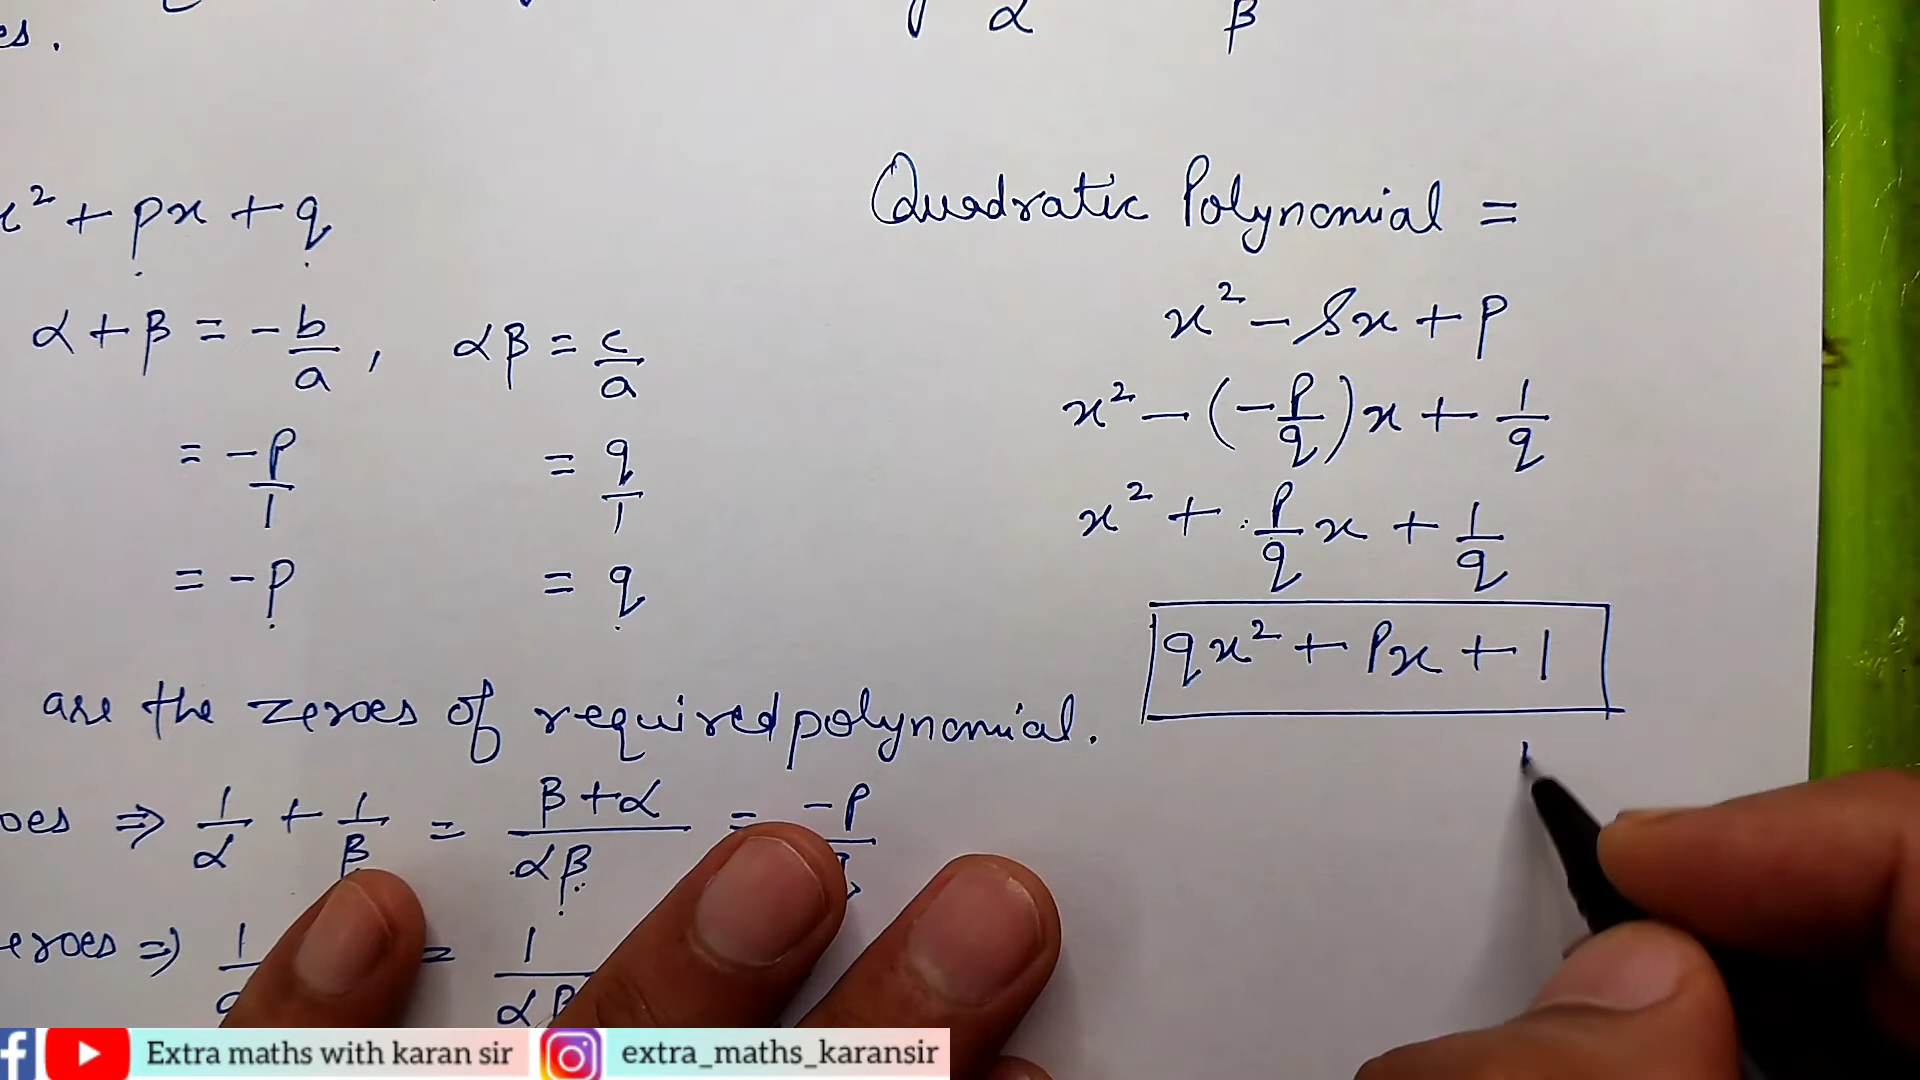 es.
α β
x² + px + q
α + β = -b/a , αβ = c/a
= -p/1 = q/1
= -p = q
are the zeroes of required polynomial.
oes ⇒ 1/α + 1/β = β+α/αβ = -p
eroes ⇒ 1 = 1/αβ
Quadratic Polynomial =
x² - Sx + P
x² - (-p/q)x + 1/q
x² + p/q x + 1/q
qx² + px + 1
Extra maths with karan sir extra_maths_karansir